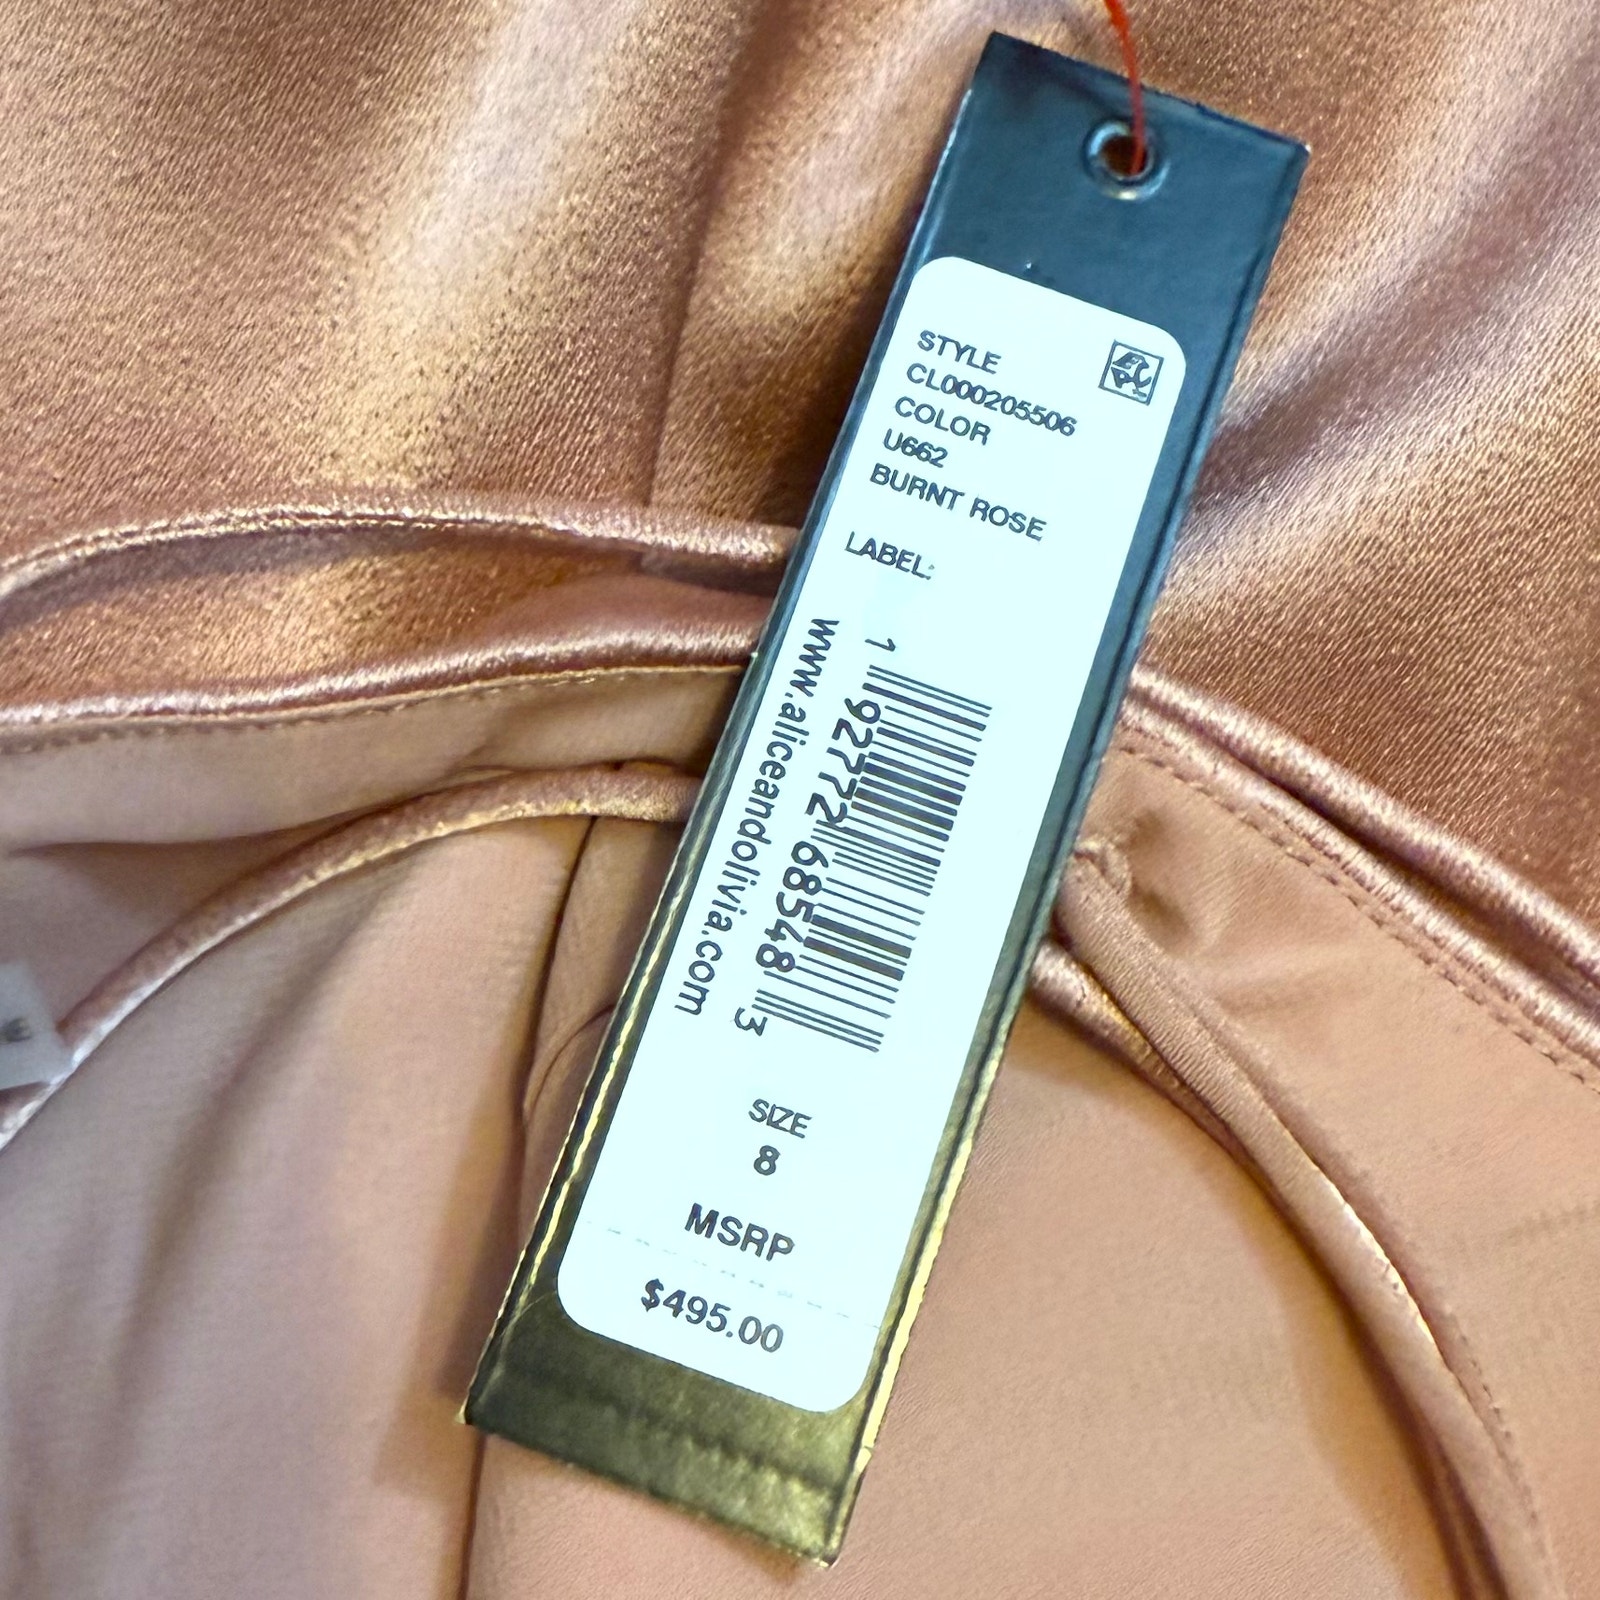 STYLE
CL000205506
COLOR
U662
BURNT ROSE
LABEL:
1 92772 68548 3
www.aliceandolivia.com
SIZE
8
MSRP
$495.00